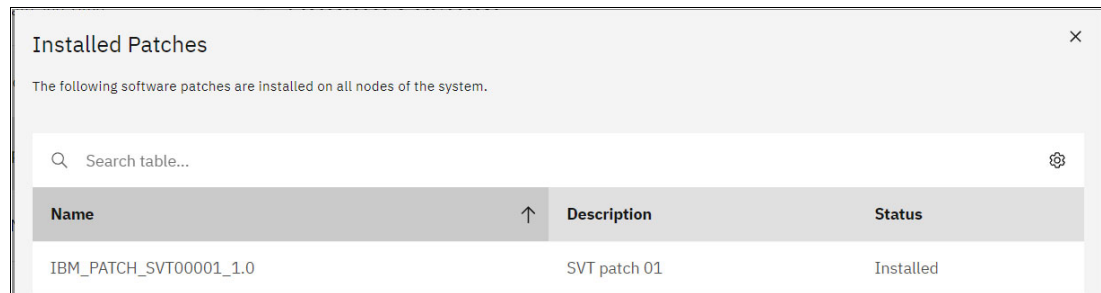 Installed Patches
The following software patches are installed on all nodes of the system.
Search table...
Name Description Status
IBM_PATCH_SVT00001_1.0 SVT patch 01 Installed